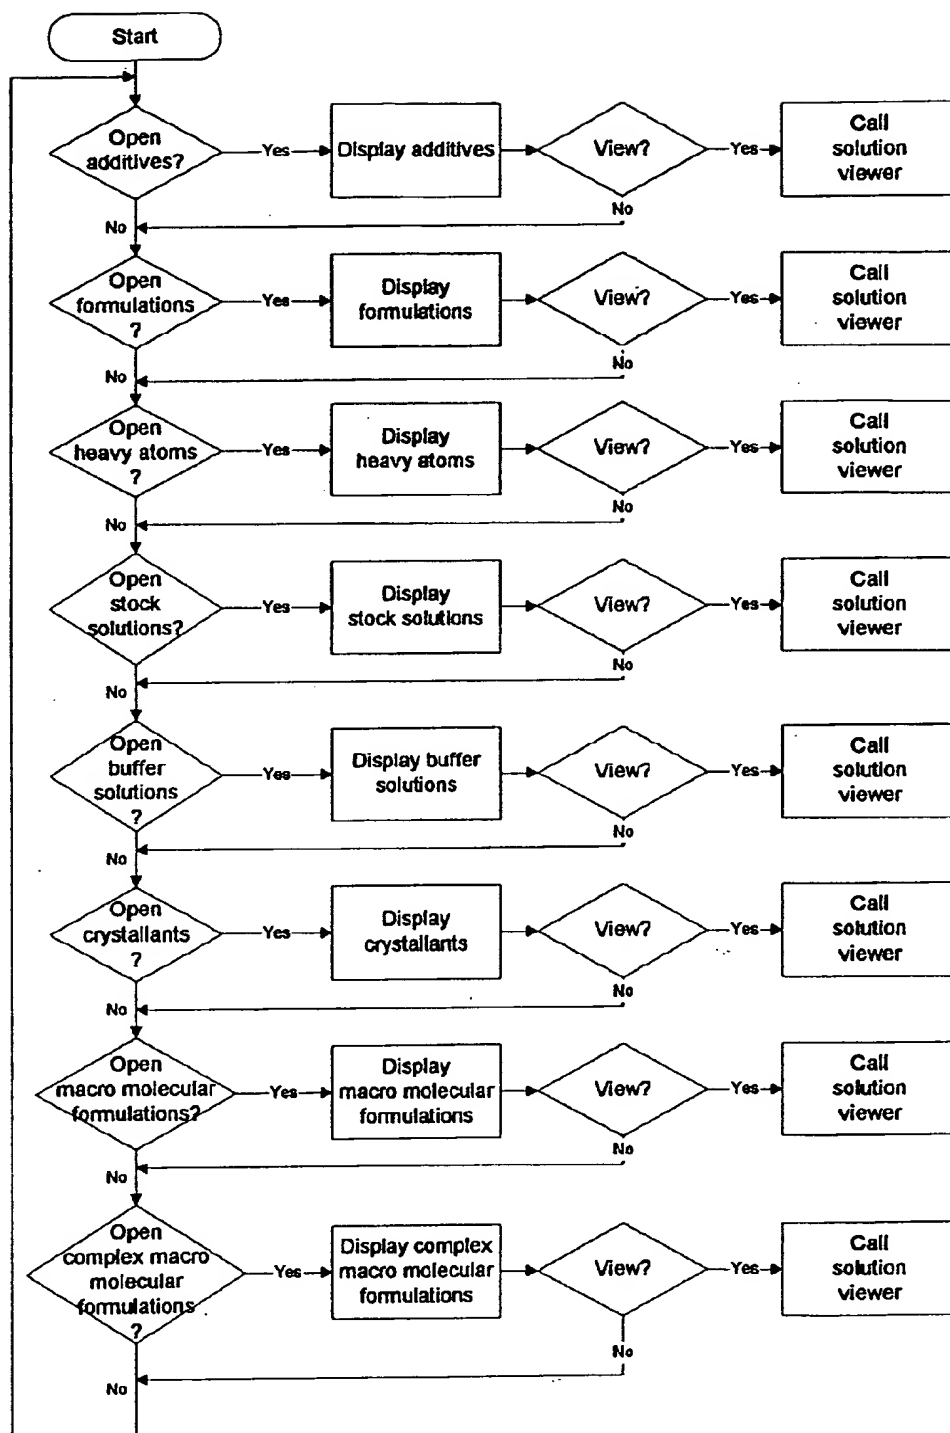 Start
Open
additives?
Yes
Display additives
View?
Yes
Call
solution
viewer
No
No
Open
formulations
?
Yes
Display
formulations
View?
Yes
Call
solution
viewer
No
No
Open
heavy atoms
?
Yes
Display
heavy atoms
View?
Yes
Call
solution
viewer
No
No
Open
stock
solutions?
Yes
Display
stock solutions
View?
Yes
Call
solution
viewer
No
No
Open
buffer
solutions
?
Yes
Display buffer
solutions
View?
Yes
Call
solution
viewer
No
No
Open
crystallants
?
Yes
Display
crystallants
View?
Yes
Call
solution
viewer
No
No
Open
macro molecular
formulations?
Yes
Display
macro molecular
formulations
View?
Yes
Call
solution
viewer
No
No
Open
complex macro
molecular
formulations
?
Yes
Display complex
macro molecular
formulations
View?
Yes
Call
solution
viewer
No
No